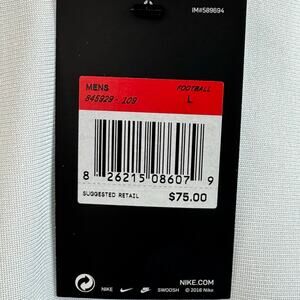 IM#589694
MENS FOOTBALL
845929 - 109 L
8 26215 08607 9
SUGGESTED RETAIL $75.00
NIKE.COM
NIKE SWOOSH © 2016 Nike